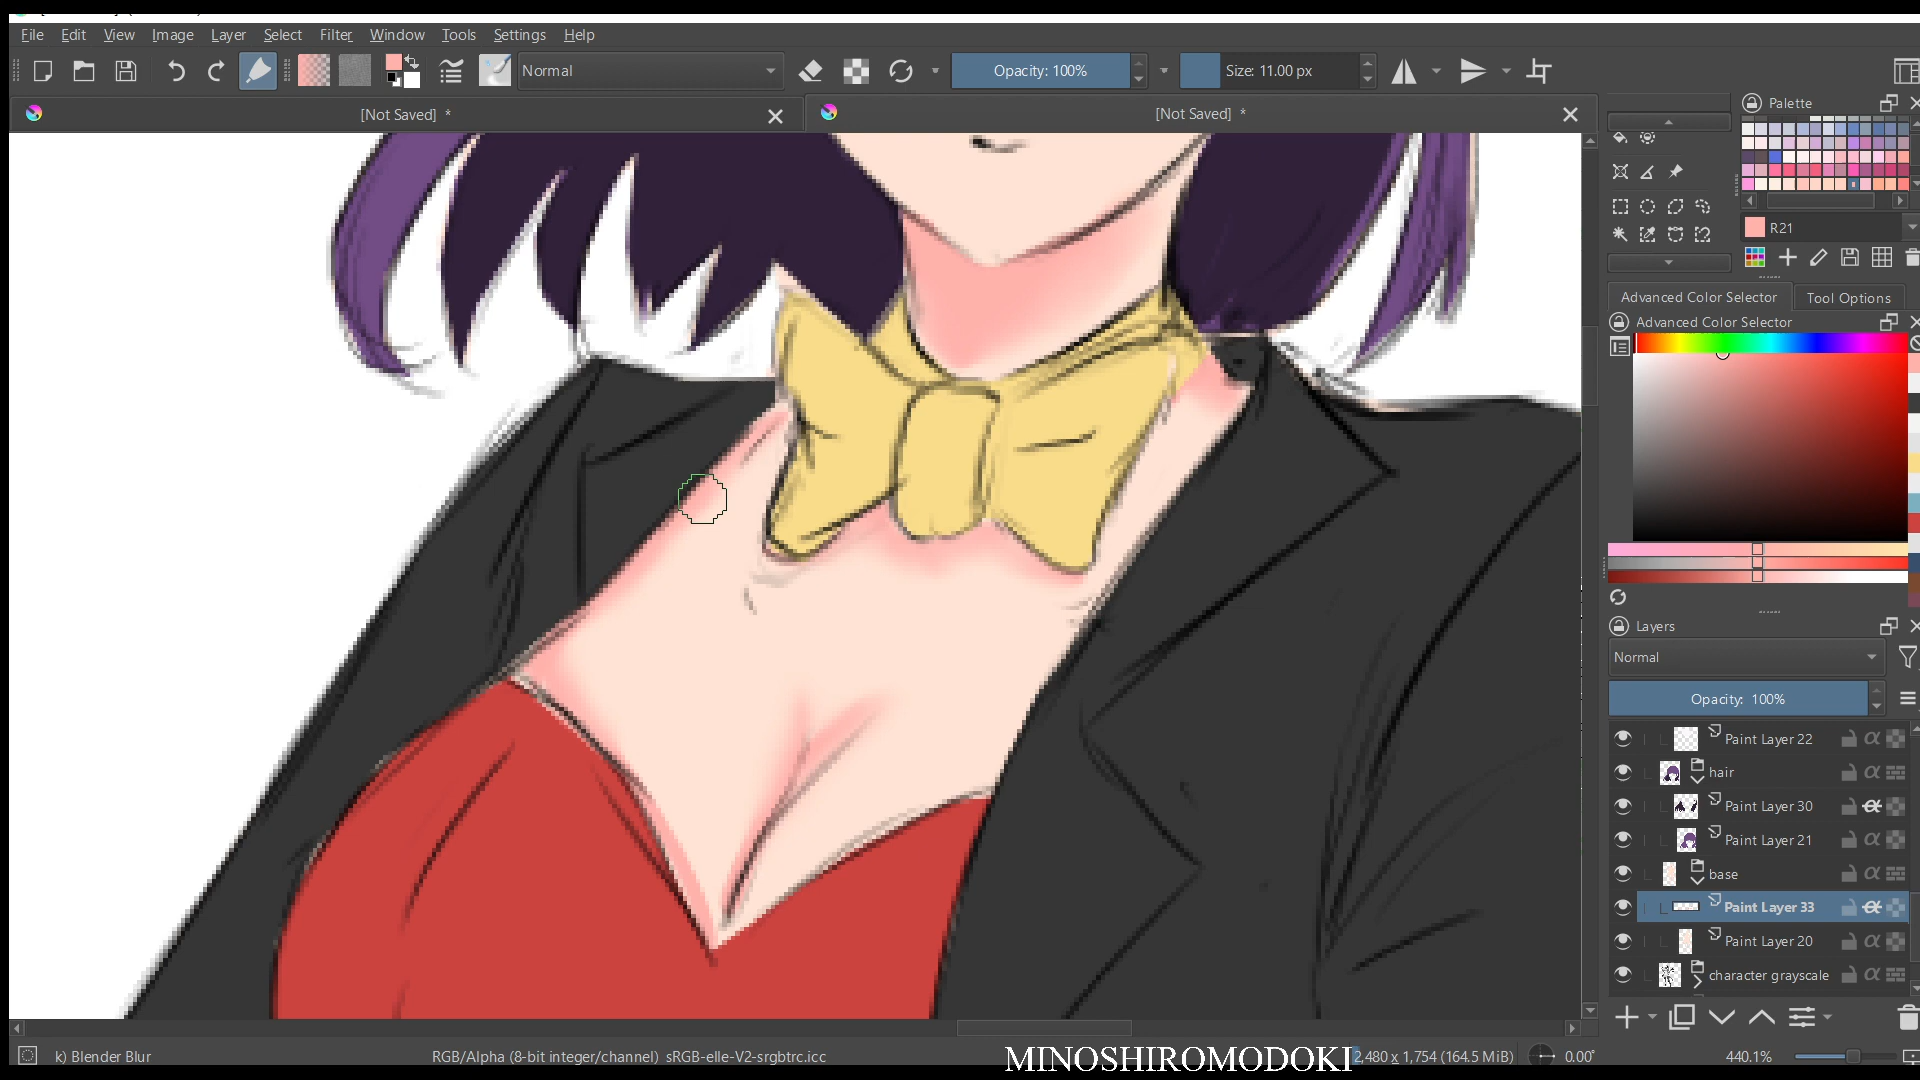 File Edit View Image Layer Select Filter Configure Window Tools Settings Help
Normal
Opacity: 100%
Size: 11.00 px
[Not Saved] *
[Not Saved] *
Palette
R21
Advanced Color Selector
Tool Options
Advanced Color Selector
Layers
Normal
Opacity: 100%
Paint Layer 22
hair
Paint Layer 30
Paint Layer 21
base
Paint Layer 33
Paint Layer 20
character grayscale
k) Blender Blur
RGB/Alpha (8-bit integer/channel) sRGB-elle-V2-srgbtrc.icc
MINOSHIROMODOKI
2,480 x 1,754 (164.5 MiB)
0.00°
440.1%